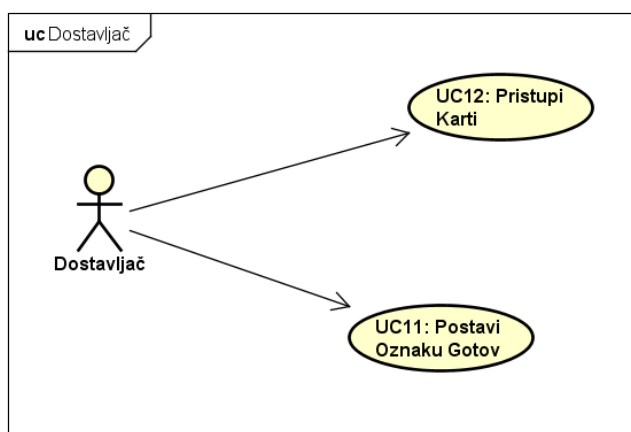 uc Dostavljač
UC12: Pristupi
Karti
Dostavljač
UC11: Postavi
Oznaku Gotov